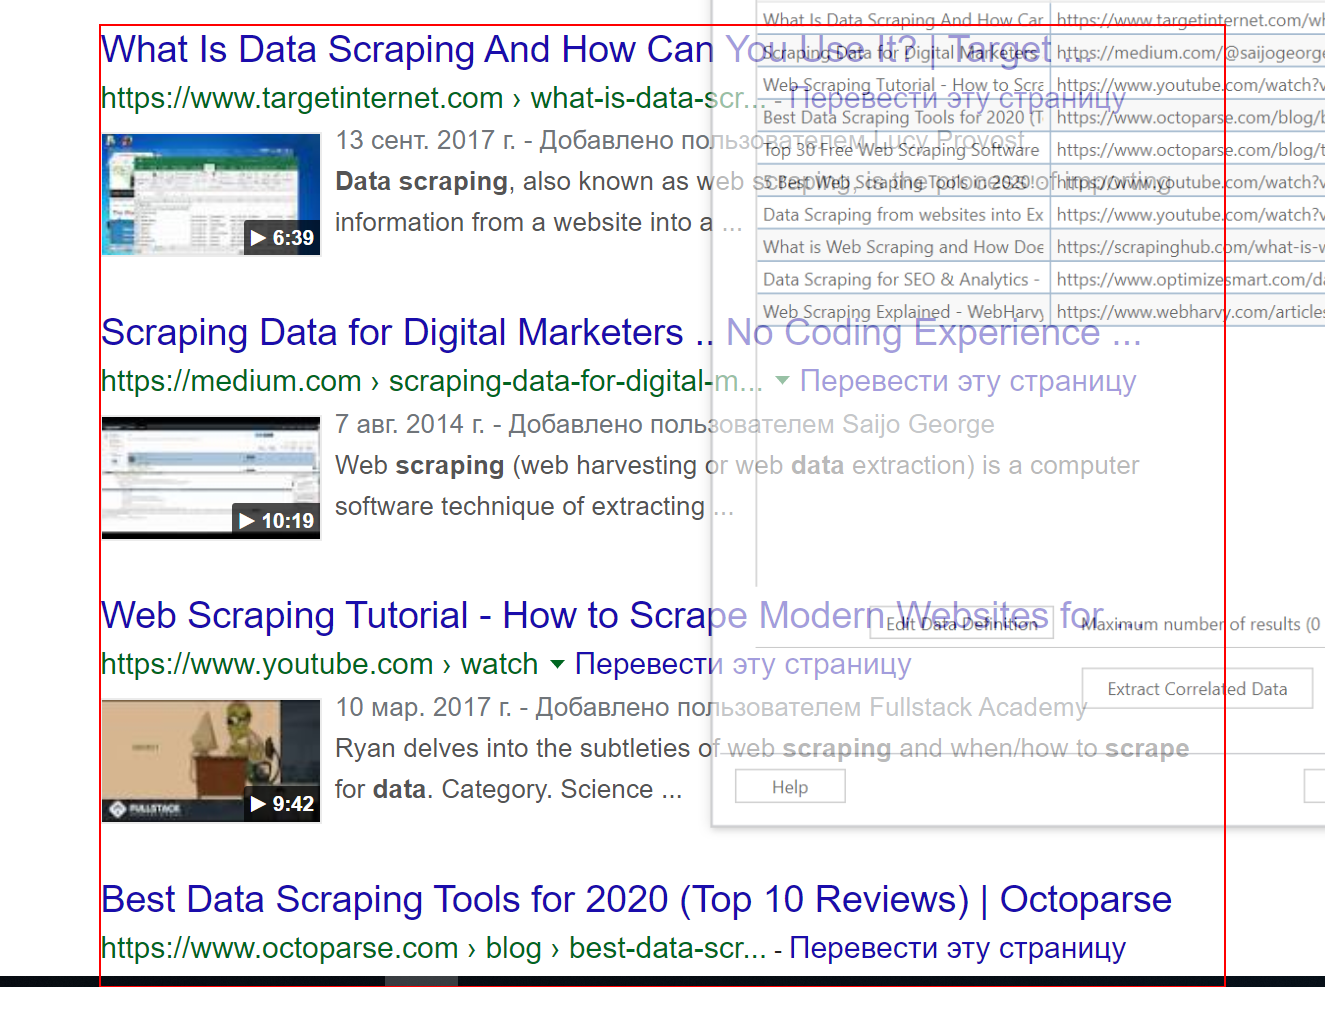 What Is Data Scraping And How Can You Use It? | Target ...
https://www.targetinternet.com › what-is-data-scr... - Перевести эту страницу
13 сент. 2017 г. - Добавлено пользователем Lucy Provost
Data scraping, also known as web scraping, is the process of importing
information from a website into a ...
6:39
Scraping Data for Digital Marketers .. No Coding Experience ...
https://medium.com › scraping-data-for-digital-m... Перевести эту страницу
7 авг. 2014 г. - Добавлено пользователем Saijo George
Web scraping (web harvesting or web data extraction) is a computer
software technique of extracting ...
10:19
Web Scraping Tutorial - How to Scrape Modern Websites for ...
https://www.youtube.com › watch Перевести эту страницу
10 мар. 2017 г. - Добавлено пользователем Fullstack Academy
Ryan delves into the subtleties of web scraping and when/how to scrape
for data. Category. Science ...
FULLSTACK
9:42
Best Data Scraping Tools for 2020 (Top 10 Reviews) | Octoparse
https://www.octoparse.com › blog › best-data-scr... - Перевести эту страницу
What Is Data Scraping And How Can https://www.targetinternet.com/wh
Scraping Data for Digital Marketers https://medium.com/@saijogeorge
Web Scraping Tutorial - How to Scra https://www.youtube.com/watch?v
Best Data Scraping Tools for 2020 (T https://www.octoparse.com/blog/b
Top 30 Free Web Scraping Software https://www.octoparse.com/blog/t
5 Best Web Scraping Tools in 2020! https://www.youtube.com/watch?v
Data Scraping from websites into Ex https://www.youtube.com/watch?v
What is Web Scraping and How Doe https://scrapinghub.com/what-is-w
Data Scraping for SEO & Analytics - https://www.optimizesmart.com/da
Web Scraping Explained - WebHarvy https://www.webharvy.com/articles
Edit Data Definition Maximum number of results (0
Extract Correlated Data
Help